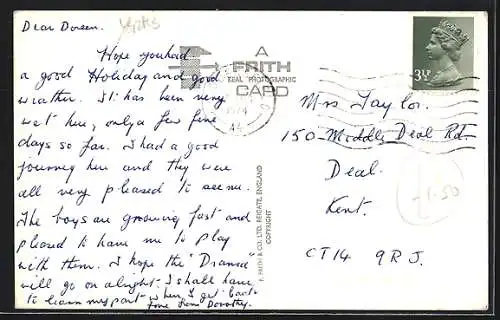 Dear Doreen.
Hope you had
a good Holiday and good
weather. It has been very
wet here, only a few fine
days so far. I had a good
journey here and they were
all very pleased to see me.
The boys are growing fast and
pleased to have me to play
with them. I hope the "Drama"
will go on alright. I shall have
to learn my part when I get back
Love from Dorothy.
A
FRITH
REAL PHOTOGRAPHIC
CARD
1974
3½
Mrs Taylor.
150 Middle Deal Rd.
Deal.
Kent.
CT14 9RJ.
-1.50
F. FRITH & CO. LTD. REIGATE, ENGLAND
COPYRIGHT